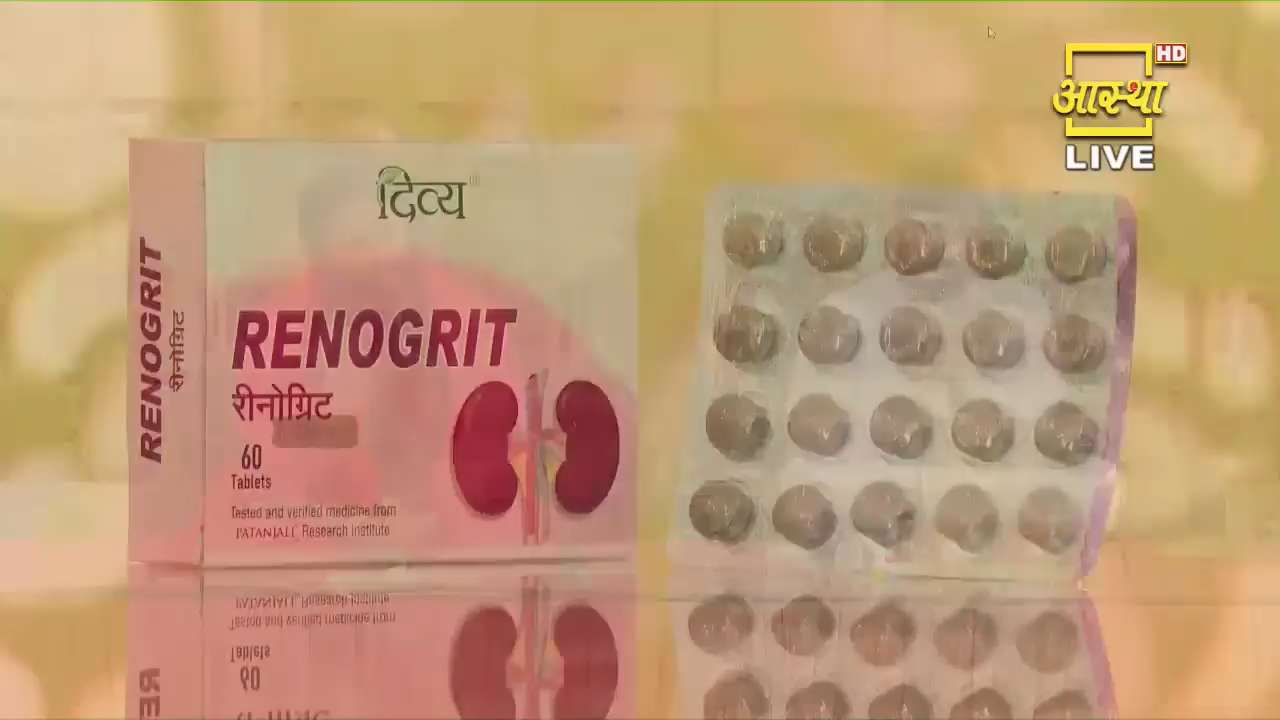 आस्था
HD
LIVE
दिव्य
RENOGRIT
रीनोग्रिट
RENOGRIT
रीनोग्रिट
60
Tablets
Tested and verified medicine from
PATANJALI Research Institute